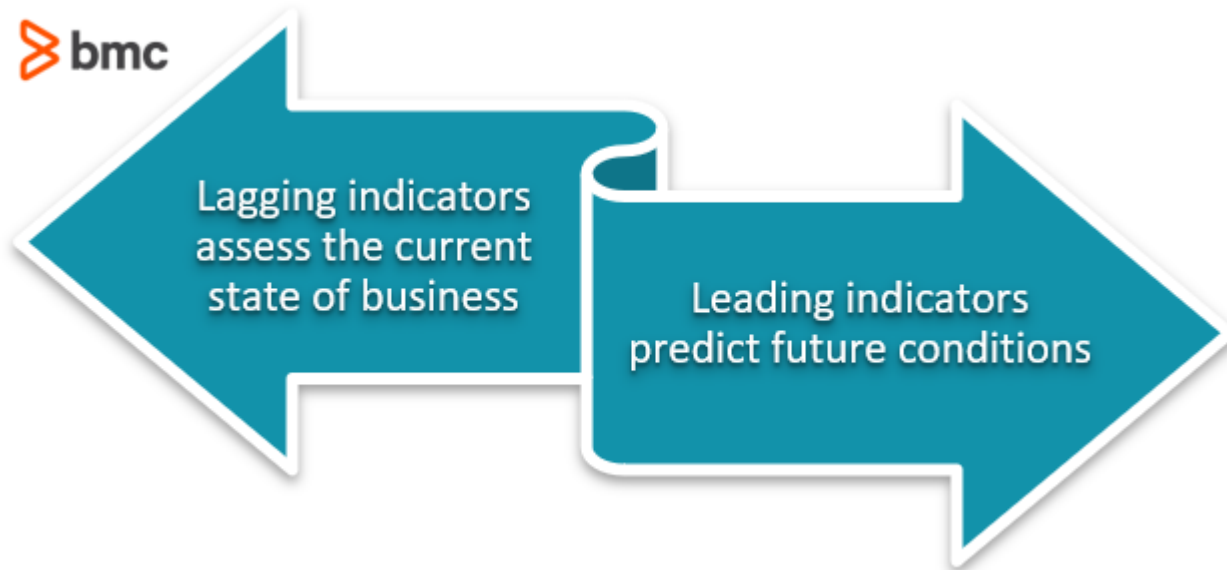 bmc
Lagging indicators
assess the current
state of business
Leading indicators
predict future conditions